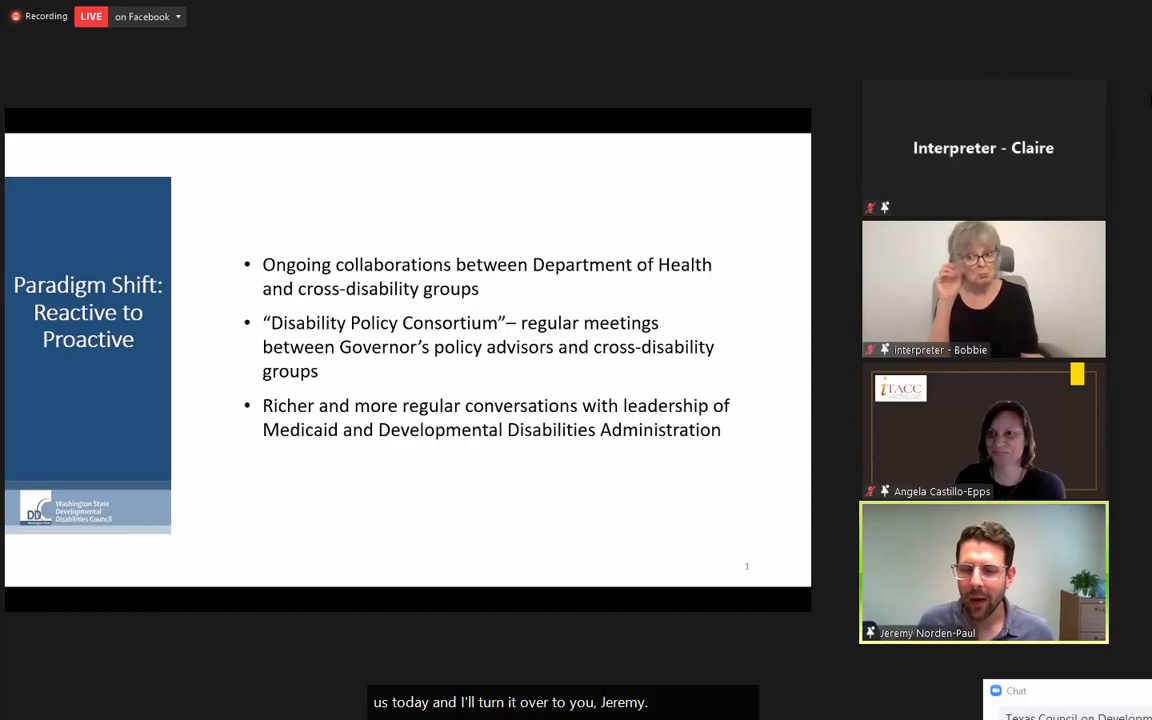 Recording
LIVE on Facebook
Paradigm Shift:
Reactive to
Proactive
DDC
Washington State
Developmental
Disabilities Council
• Ongoing collaborations between Department of Health
and cross-disability groups
• “Disability Policy Consortium”– regular meetings
between Governor’s policy advisors and cross-disability
groups
• Richer and more regular conversations with leadership of
Medicaid and Developmental Disabilities Administration
1
Interpreter - Claire
interpreter - Bobbie
iTACC
Angela Castillo-Epps
Jeremy Norden-Paul
us today and I'll turn it over to you, Jeremy.
Chat
Texas Council on Developm